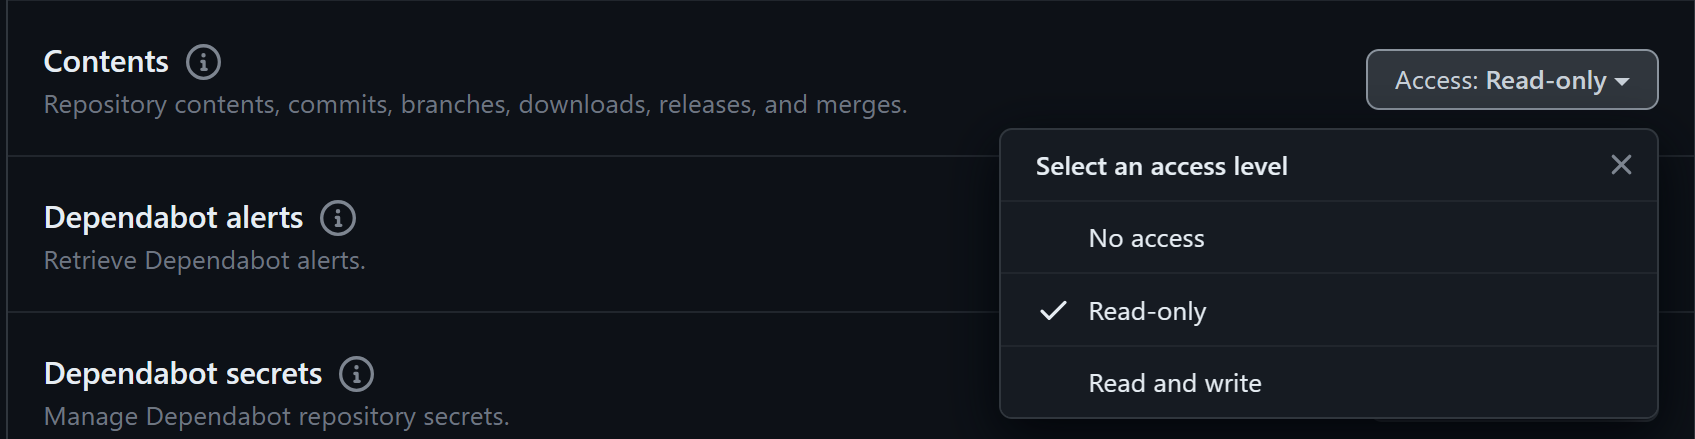 Contents
Repository contents, commits, branches, downloads, releases, and merges.
Access: Read-only
Select an access level
No access
Read-only
Read and write
Dependabot alerts
Retrieve Dependabot alerts.
Dependabot secrets
Manage Dependabot repository secrets.